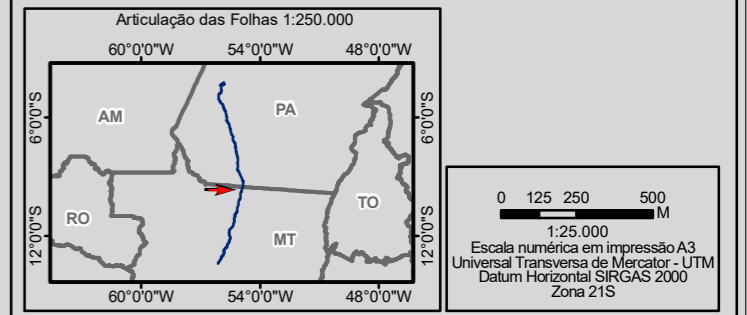 Articulação das Folhas 1:250.000
60°0'0"W 54°0'0"W 48°0'0"W
6°0'0"S 6°0'0"S
AM PA
RO TO
MT
12°0'0"S 12°0'0"S
60°0'0"W 54°0'0"W 48°0'0"W
0 125 250 500
M
1:25.000
Escala numérica em impressão A3
Universal Transversa de Mercator - UTM
Datum Horizontal SIRGAS 2000
Zona 21S